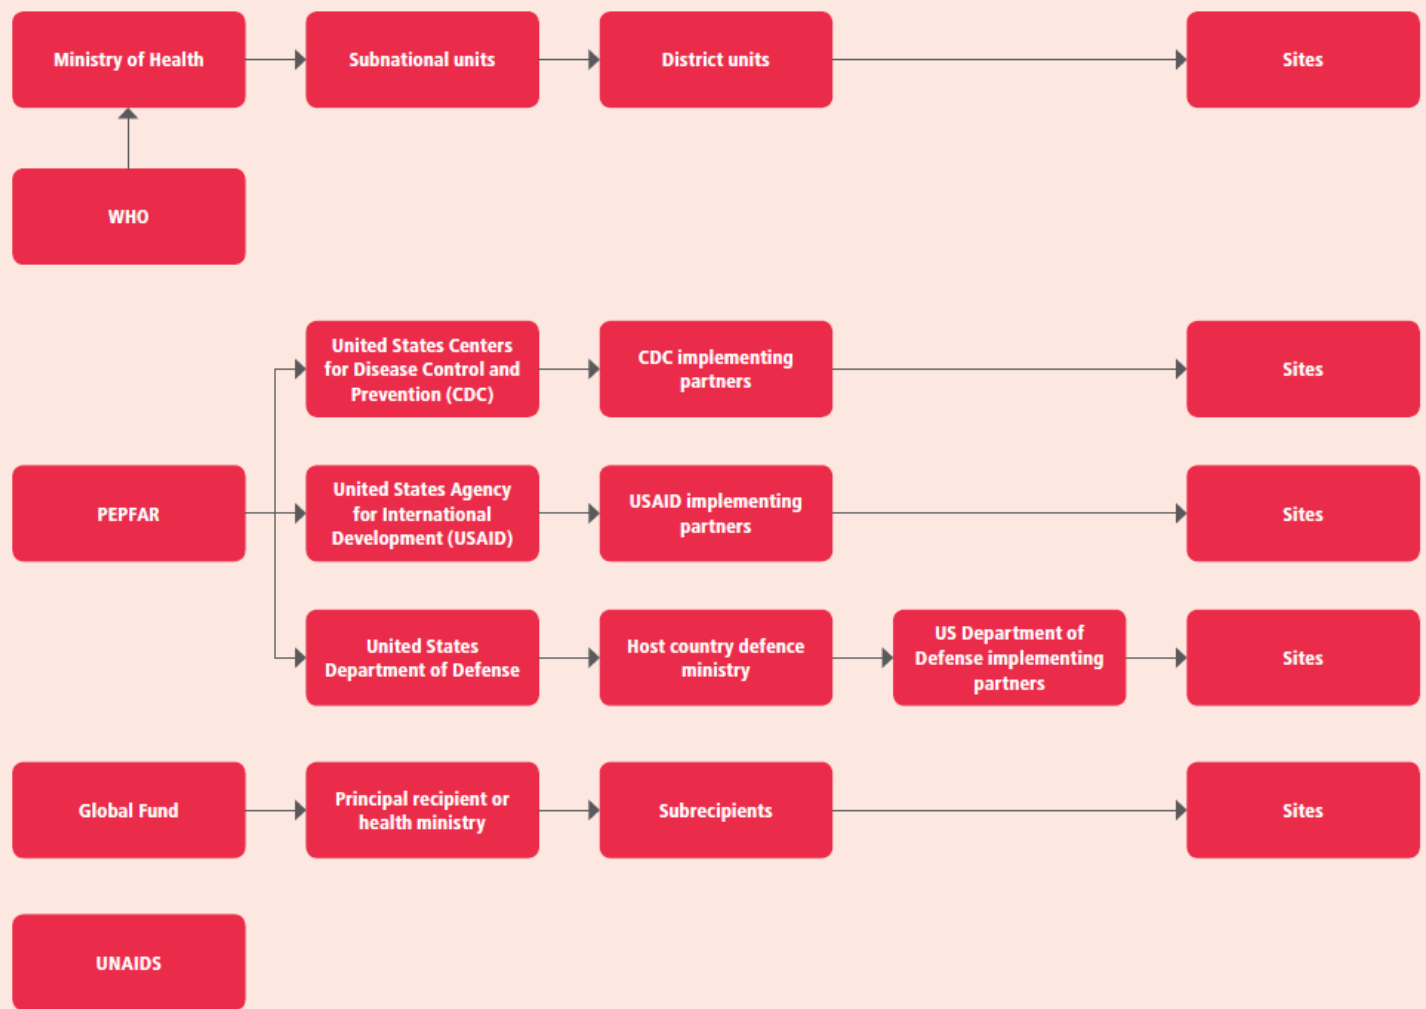 Ministry of Health
Subnational units
District units
Sites
WHO
United States Centers
for Disease Control and
Prevention (CDC)
CDC implementing
partners
Sites
PEPFAR
United States Agency
for International
Development (USAID)
USAID implementing
partners
Sites
United States
Department of Defense
Host country defence
ministry
US Department of
Defense implementing
partners
Sites
Global Fund
Principal recipient or
health ministry
Subrecipients
Sites
UNAIDS